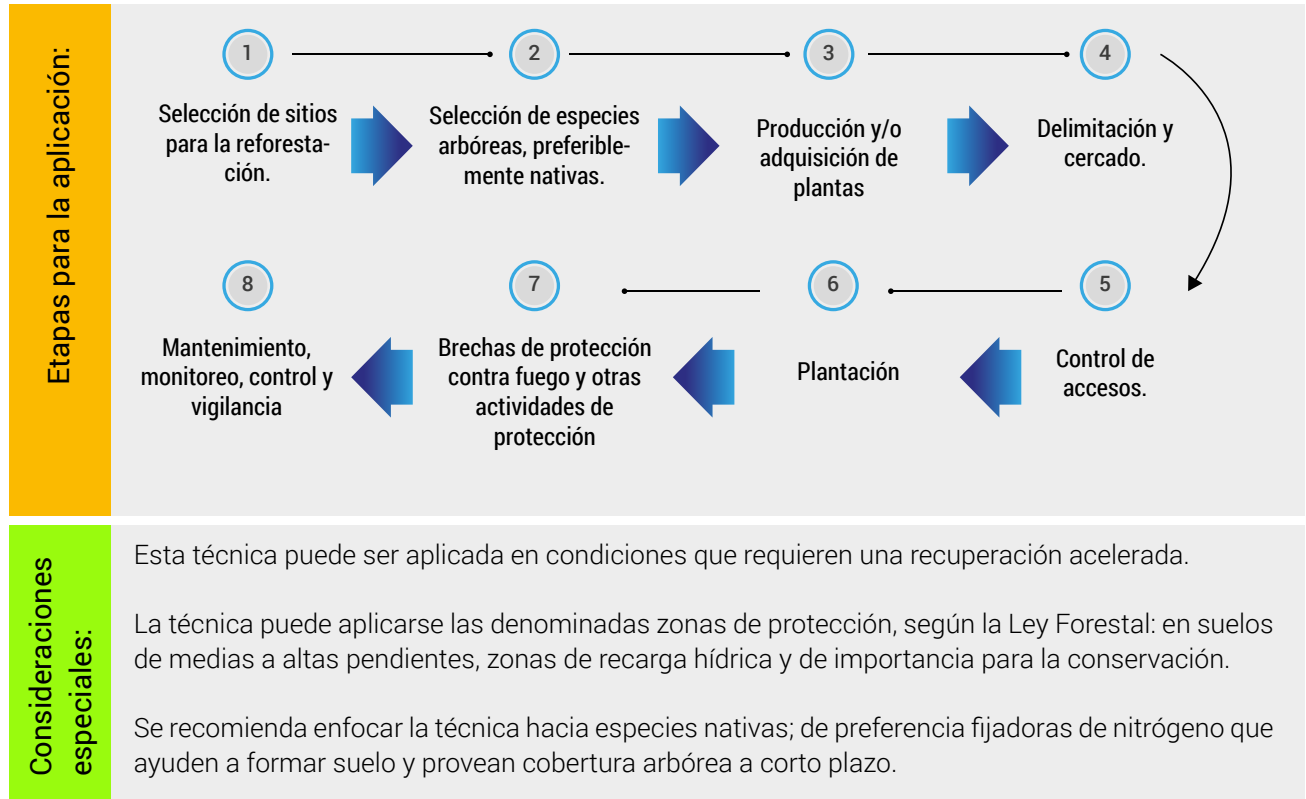 Etapas para la aplicación:
1
2
3
4
Selección de sitios
para la reforesta-
ción.
Selección de especies
arbóreas, preferible-
mente nativas.
Producción y/o
adquisición de
plantas
Delimitación y
cercado.
5
6
7
8
Control de
accesos.
Plantación
Brechas de protección
contra fuego y otras
actividades de
protección
Mantenimiento,
monitoreo, control y
vigilancia
Consideraciones
especiales:
Esta técnica puede ser aplicada en condiciones que requieren una recuperación acelerada.
La técnica puede aplicarse las denominadas zonas de protección, según la Ley Forestal: en suelos
de medias a altas pendientes, zonas de recarga hídrica y de importancia para la conservación.
Se recomienda enfocar la técnica hacia especies nativas; de preferencia fijadoras de nitrógeno que
ayuden a formar suelo y provean cobertura arbórea a corto plazo.